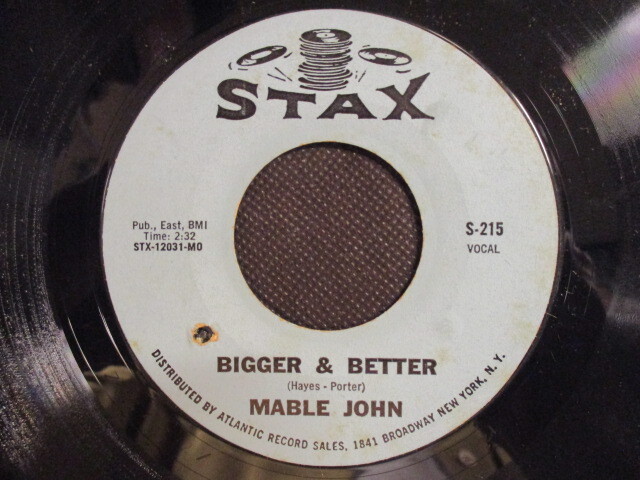 STAX
Pub., East, BMI
Time: 2:32
STX-12031-MO
S-215
VOCAL
BIGGER & BETTER
(Hayes - Porter)
MABLE JOHN
DISTRIBUTED BY ATLANTIC RECORD SALES, 1841 BROADWAY NEW YORK, N. Y.